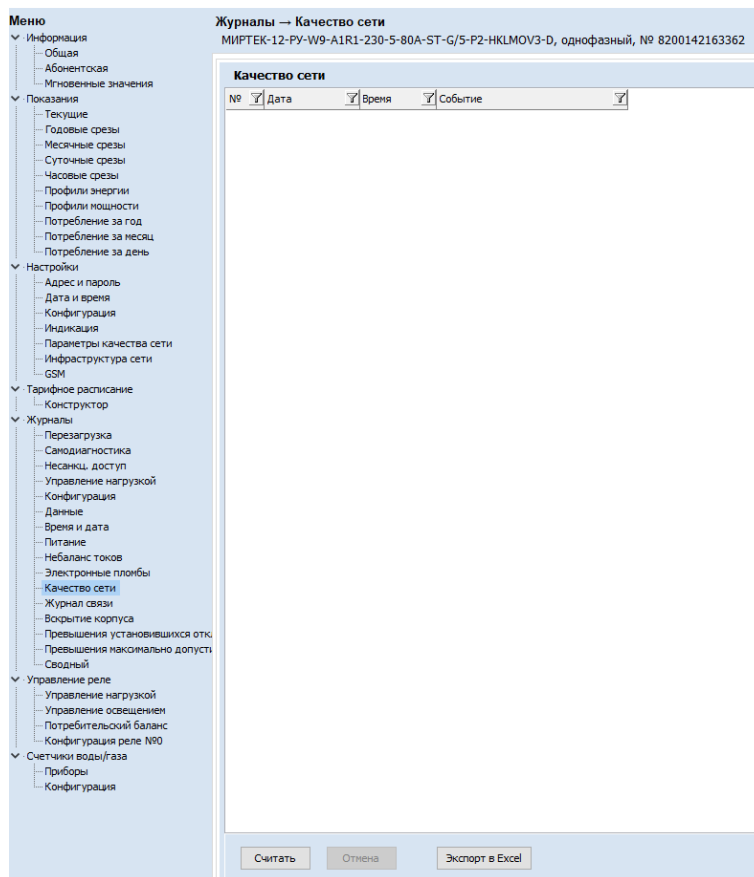 Меню
Информация
Общая
Абонентская
Мгновенные значения
Показания
Текущие
Годовые срезы
Месячные срезы
Суточные срезы
Часовые срезы
Профили энергии
Профили мощности
Потребление за год
Потребление за месяц
Потребление за день
Настройки
Адрес и пароль
Дата и время
Конфигурация
Индикация
Параметры качества сети
Инфраструктура сети
GSM
Тарифное расписание
Конструктор
Журналы
Перезагрузка
Самодиагностика
Несанкц. доступ
Управление нагрузкой
Конфигурация
Данные
Время и дата
Питание
Небаланс токов
Электронные пломбы
Качество сети
Журнал связи
Вскрытие корпуса
Превышения установившихся отк
Превышения максимально допусти
Сводный
Управление реле
Управление нагрузкой
Управление освещением
Потребительский баланс
Конфигурация реле №0
Счетчики воды/газа
Приборы
Конфигурация
Журналы → Качество сети
МИРТЕК-12-РУ-W9-A1R1-230-5-80A-ST-G/5-P2-HKLMOV3-D, однофазный, № 8200142163362
Качество сети
№ Дата Время Событие
Считать Отмена Экспорт в Excel